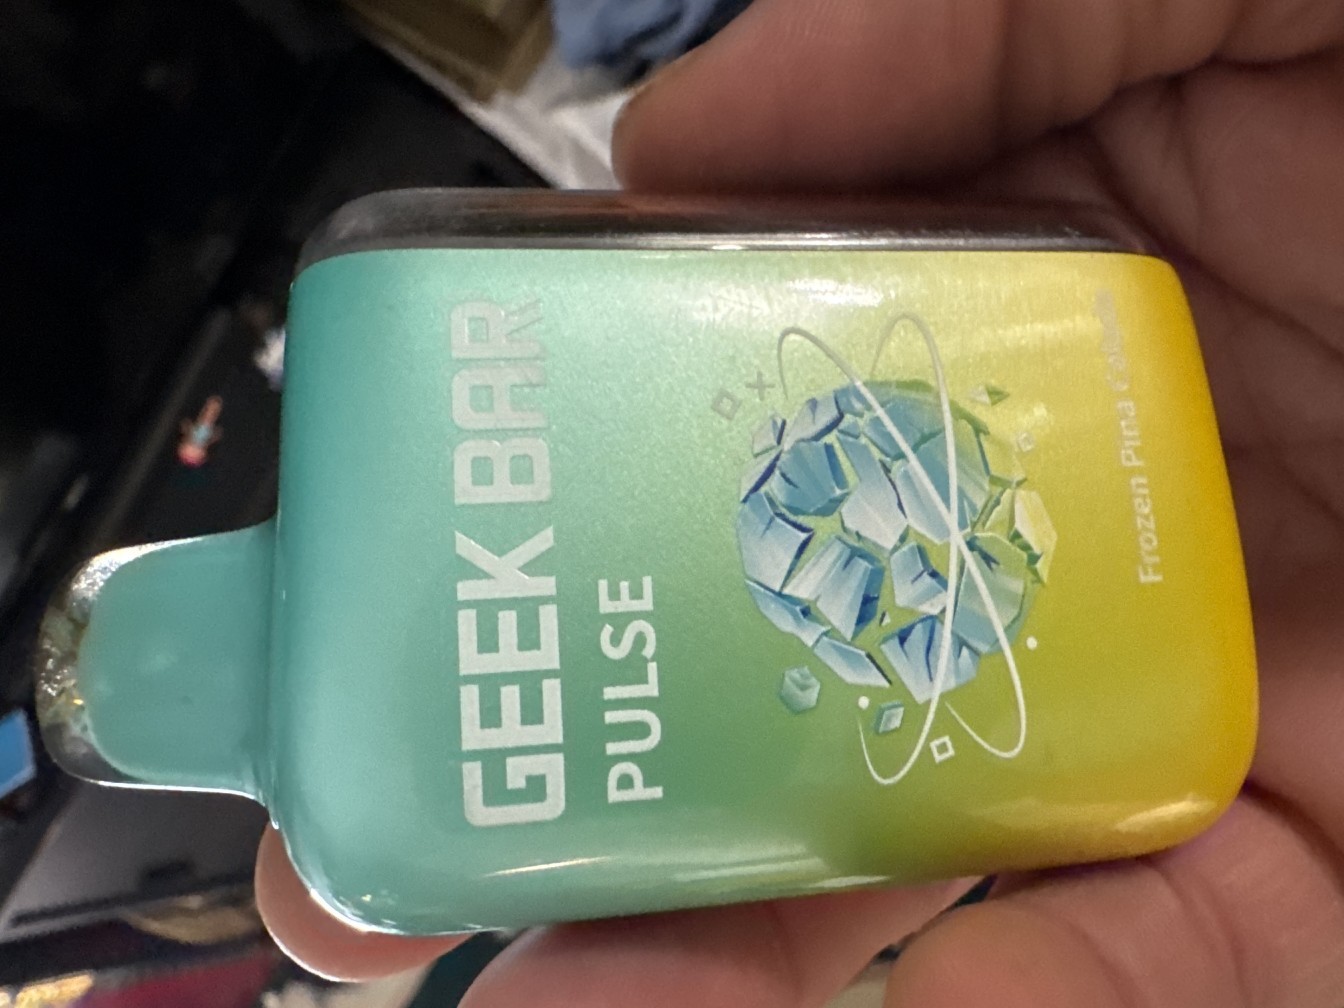 GEEK BAR
PULSE
Frozen Pina Colada